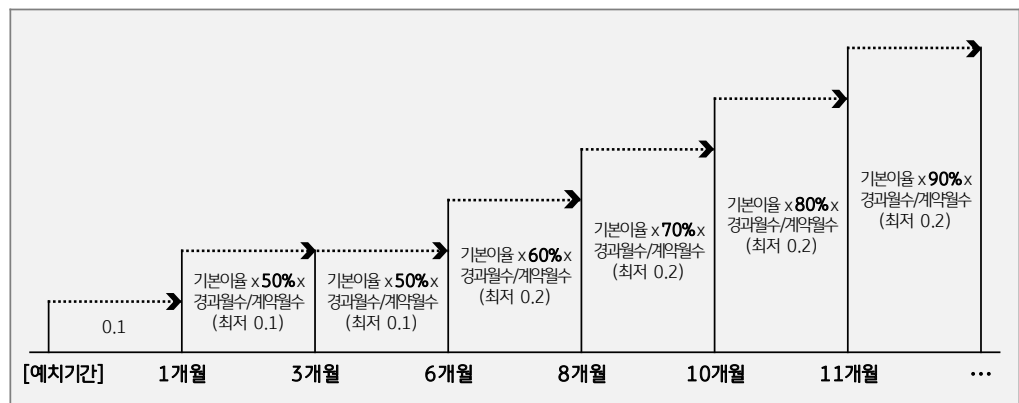 0.1
기본이율 x 50% x
경과월수/계약월수
(최저 0.1)
기본이율 x 50% x
경과월수/계약월수
(최저 0.1)
기본이율 x 60% x
경과월수/계약월수
(최저 0.2)
기본이율 x 70% x
경과월수/계약월수
(최저 0.2)
기본이율 x 80% x
경과월수/계약월수
(최저 0.2)
기본이율 x 90% x
경과월수/계약월수
(최저 0.2)
[예치기간] 1개월 3개월 6개월 8개월 10개월 11개월 …